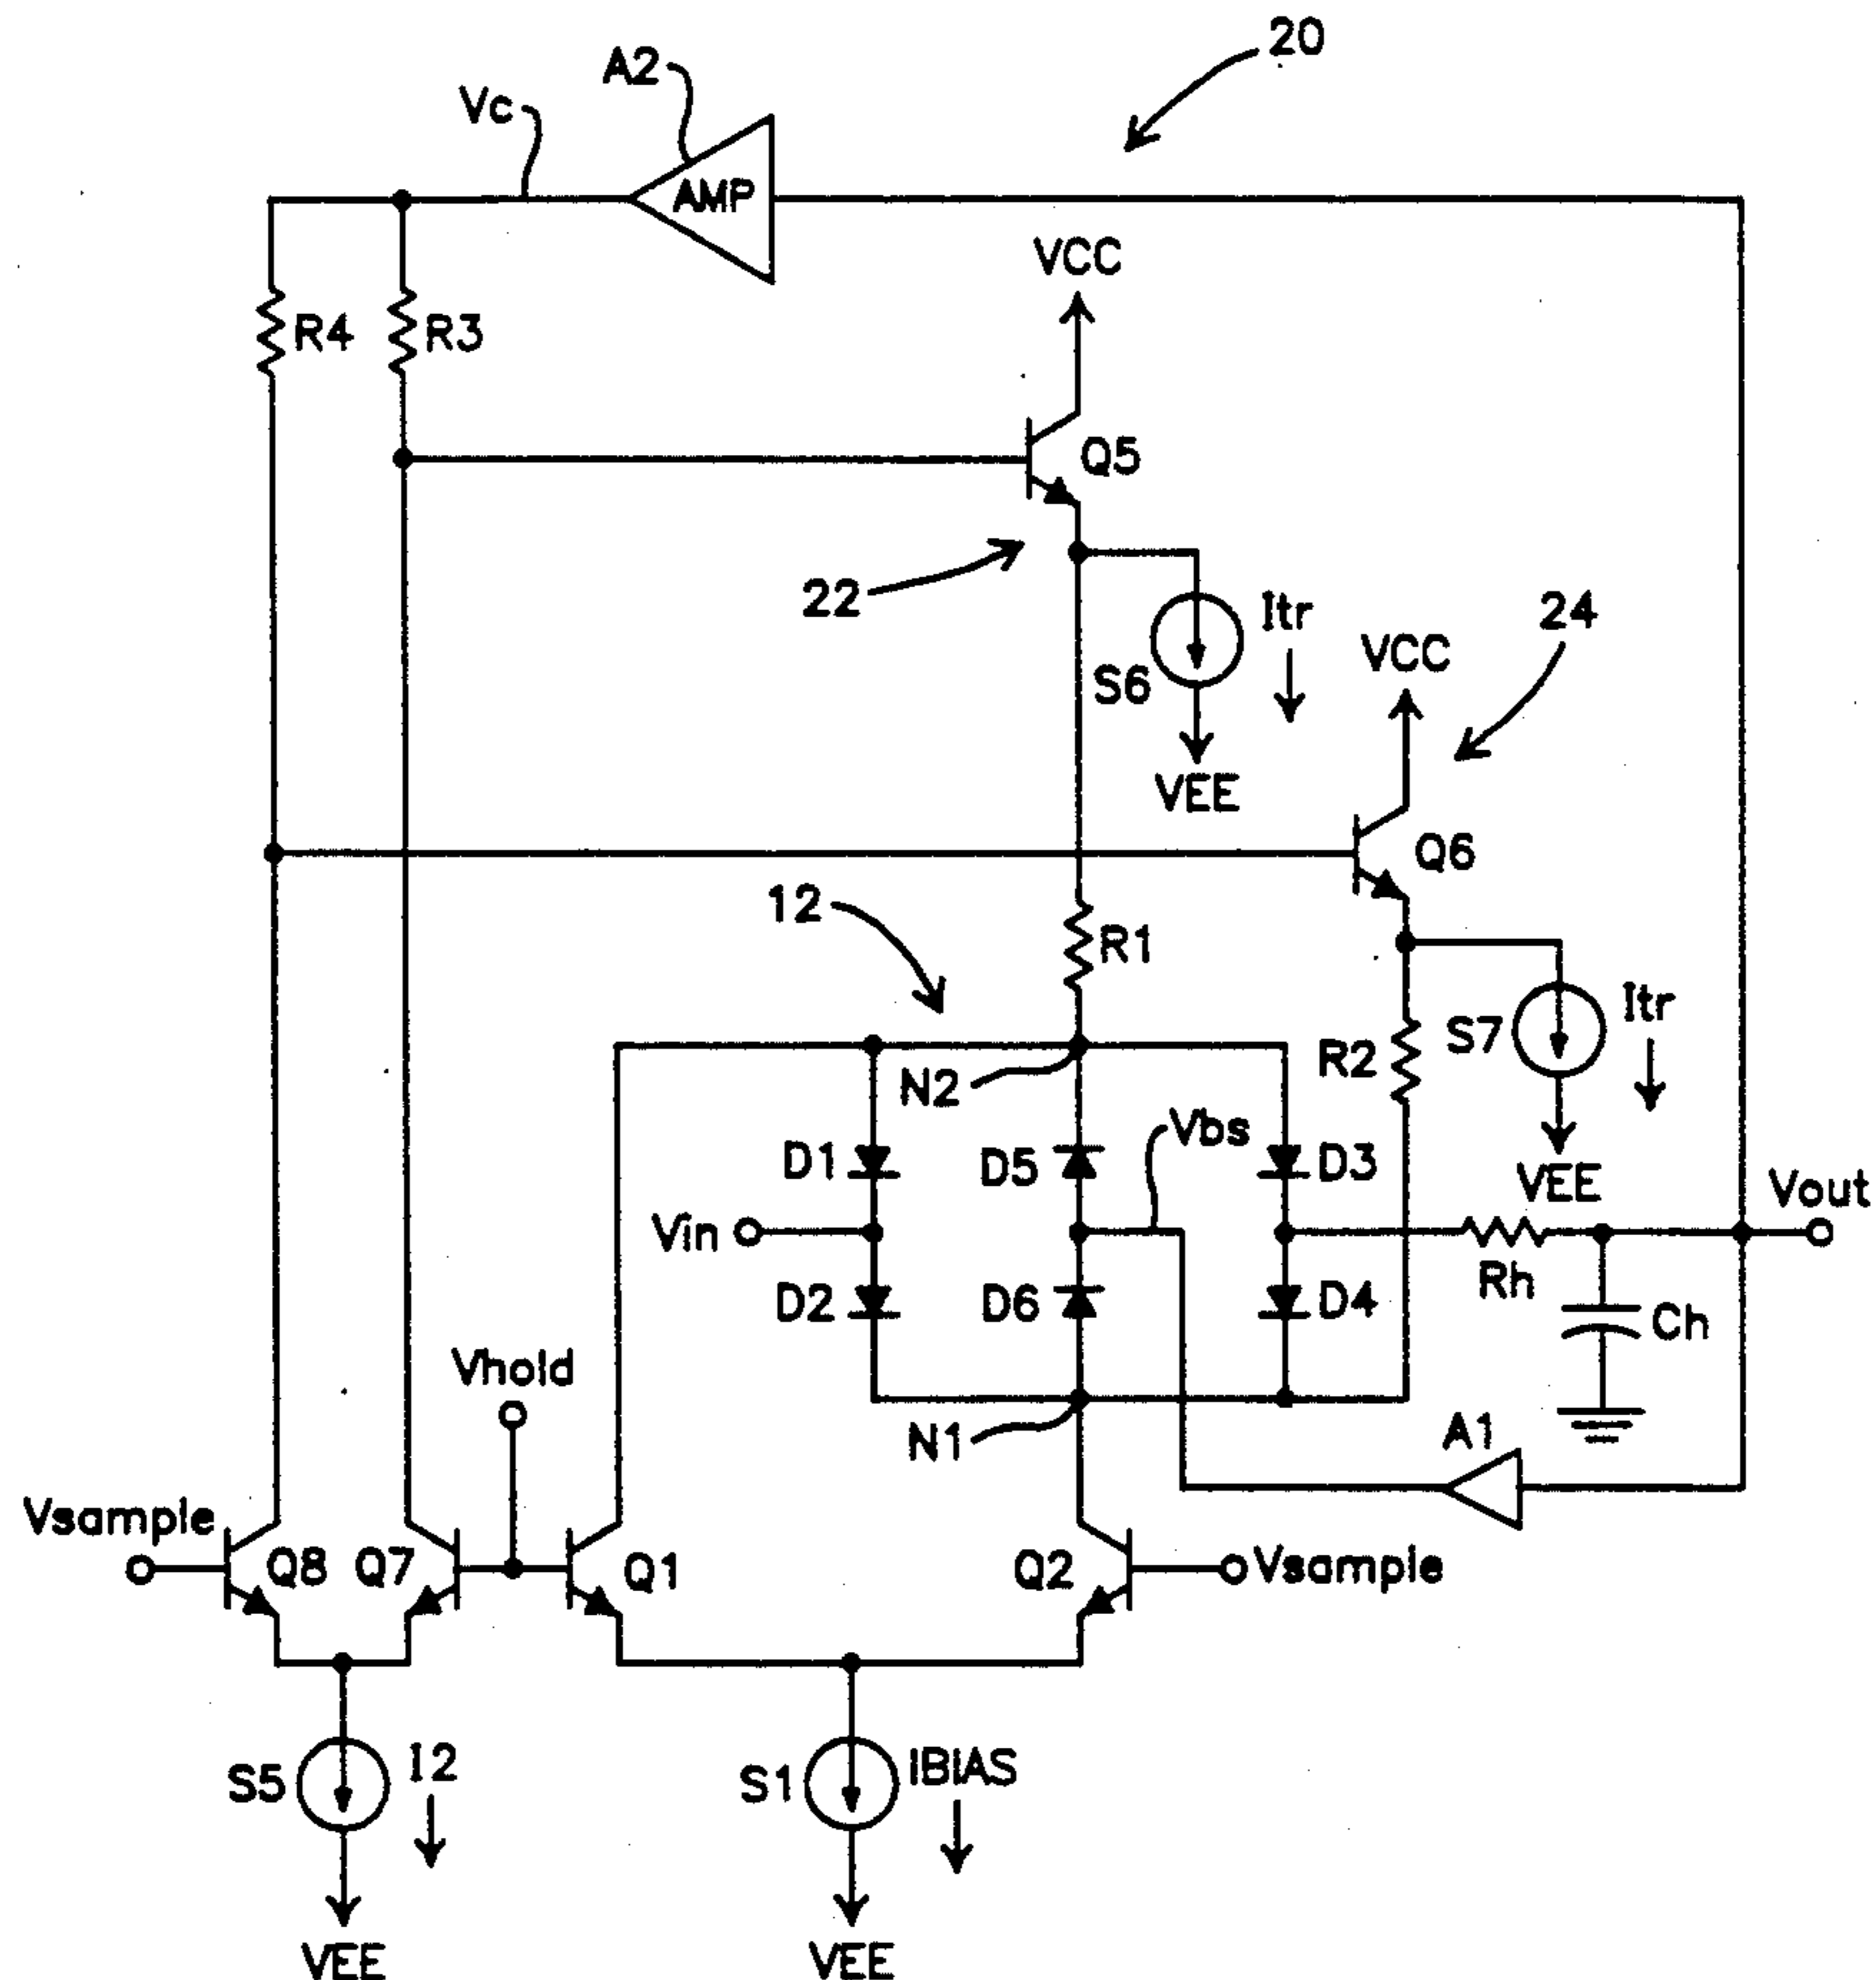 20
A2
Vc
AMP
VCC
R4
R3
Q5
22
Itr
24
S6
VCC
VEE
Q6
12
R1
Itr
S7
R2
N2
Vbs
D1
D5
D3
VEE
Vout
Vin
Rh
D2
D6
D4
Ch
Vhold
A1
N1
Vsample
Q8
Q7
Q1
Q2
Vsample
I2
IBIAS
S5
S1
VEE
VEE